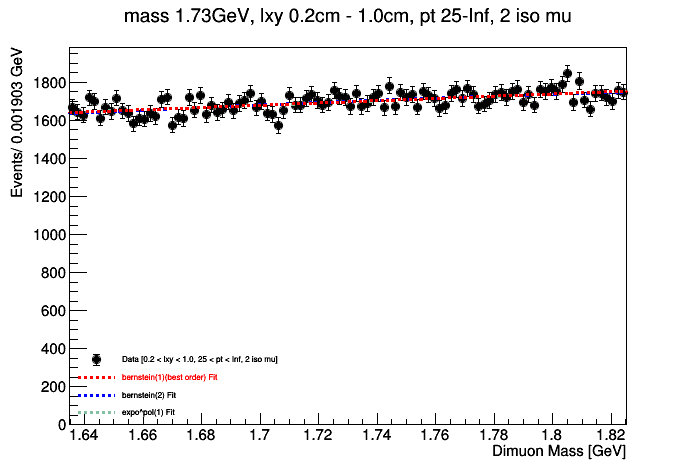 mass 1.73GeV, lxy 0.2cm - 1.0cm, pt 25-Inf, 2 iso mu
Events/ 0.001903 GeV
1800
1600
1400
1200
1000
800
600
400
200
0
Data [0.2 < lxy < 1.0, 25 < pt < Inf, 2 iso mu]
bernstein(1)(best order) Fit
bernstein(2) Fit
expo*pol(1) Fit
1.64 1.66 1.68 1.7 1.72 1.74 1.76 1.78 1.8 1.82
Dimuon Mass [GeV]